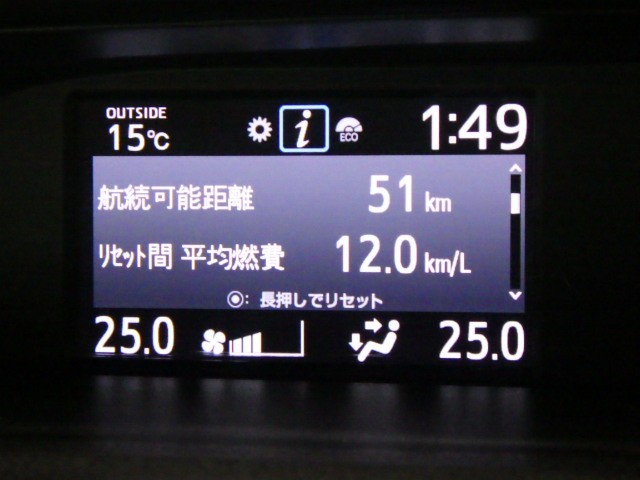 OUTSIDE
15℃
i
ECO
1:49
航続可能距離 51 km
ﾘｾｯﾄ間 平均燃費 12.0 km/L
◉: 長押しでリセット
25.0 25.0